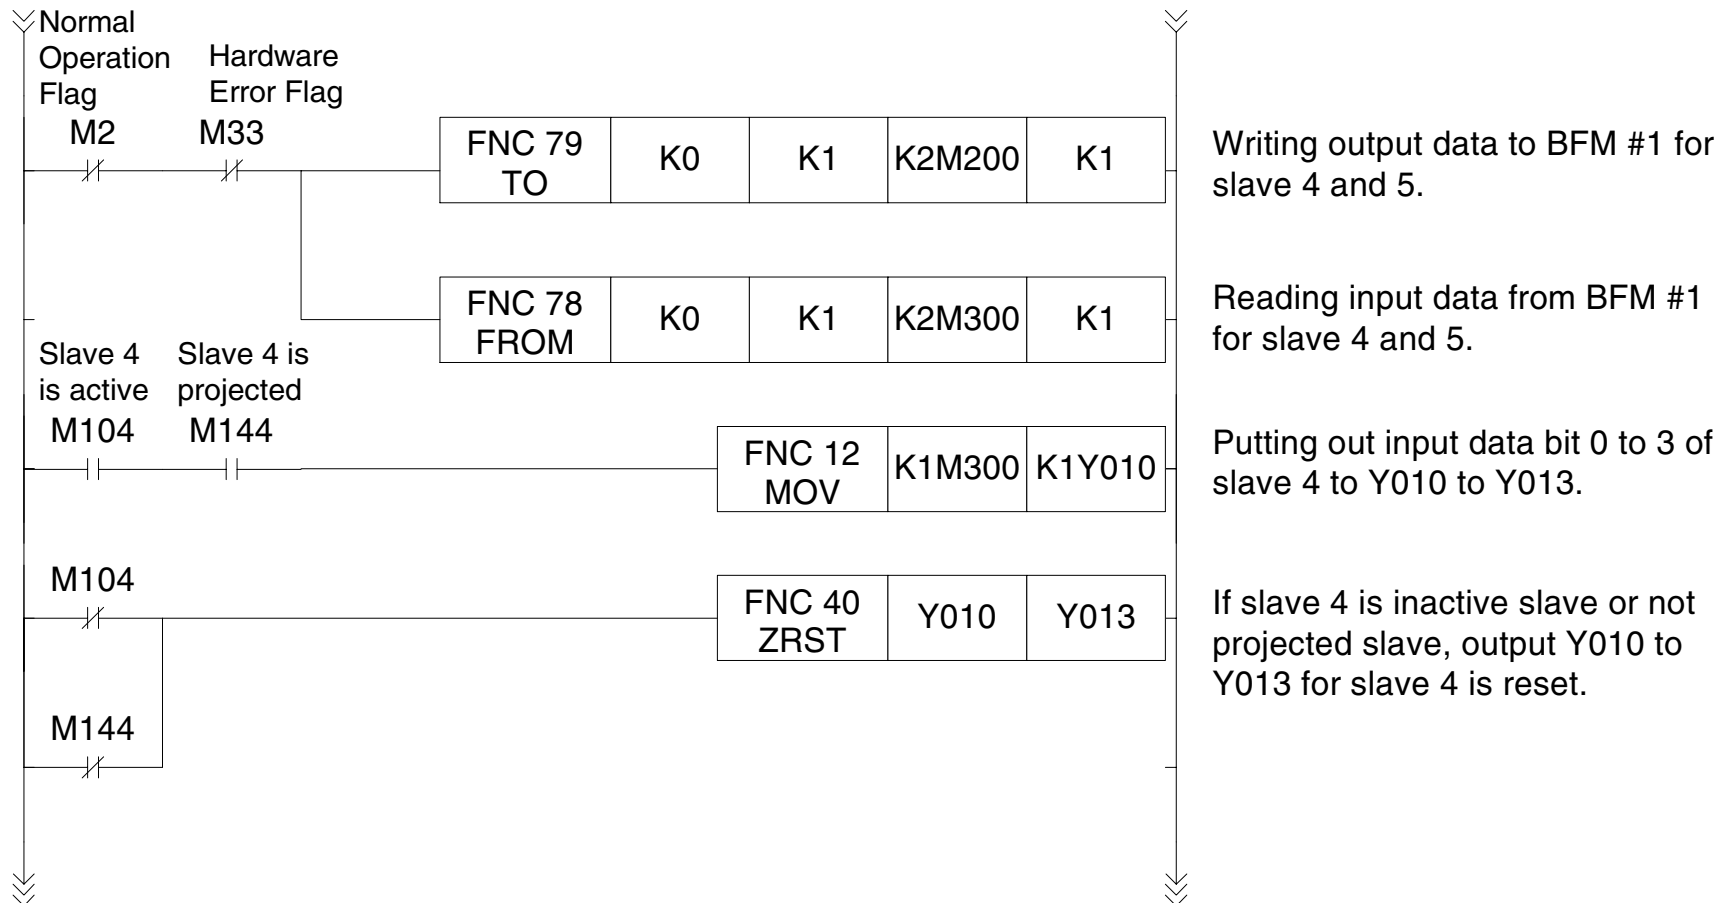 Normal
Operation
Flag
Hardware
Error Flag
M2
M33
FNC 79
TO
K0
K1
K2M200
K1
Writing output data to BFM #1 for
slave 4 and 5.
FNC 78
FROM
K0
K1
K2M300
K1
Reading input data from BFM #1
for slave 4 and 5.
Slave 4
is active
Slave 4 is
projected
M104
M144
FNC 12
MOV
K1M300
K1Y010
Putting out input data bit 0 to 3 of
slave 4 to Y010 to Y013.
M104
FNC 40
ZRST
Y010
Y013
If slave 4 is inactive slave or not
projected slave, output Y010 to
Y013 for slave 4 is reset.
M144